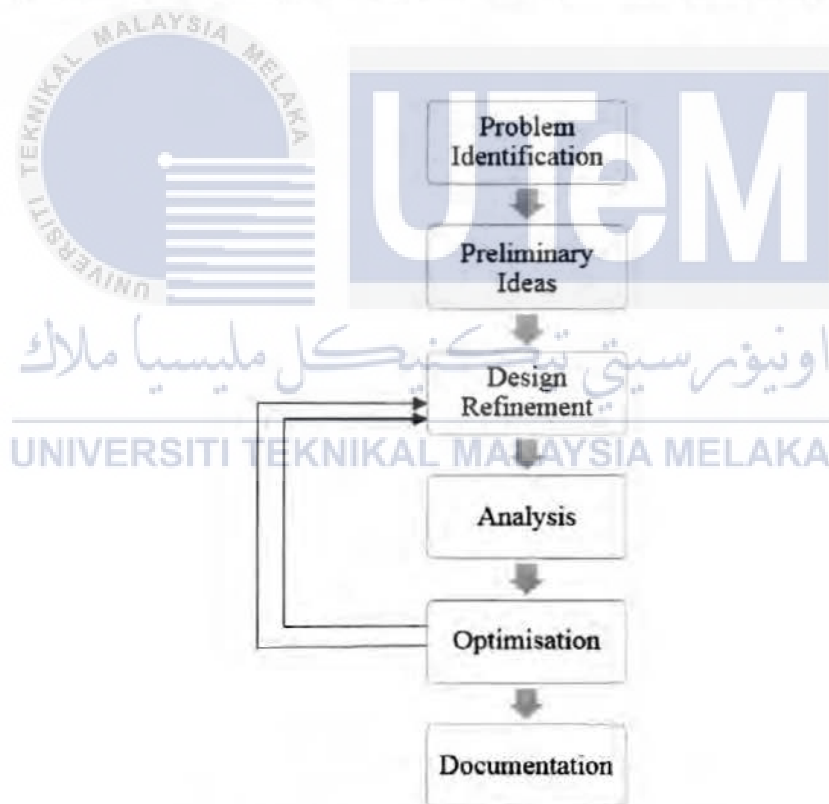 UNIVERSITI TEKNIKAL MALAYSIA MELAKA
UTeM
اونيۏرسيتي تيكنيكل مليسيا ملاك
UNIVERSITI TEKNIKAL MALAYSIA MELAKA
Problem
Identification
Preliminary
Ideas
Design
Refinement
Analysis
Optimisation
Documentation